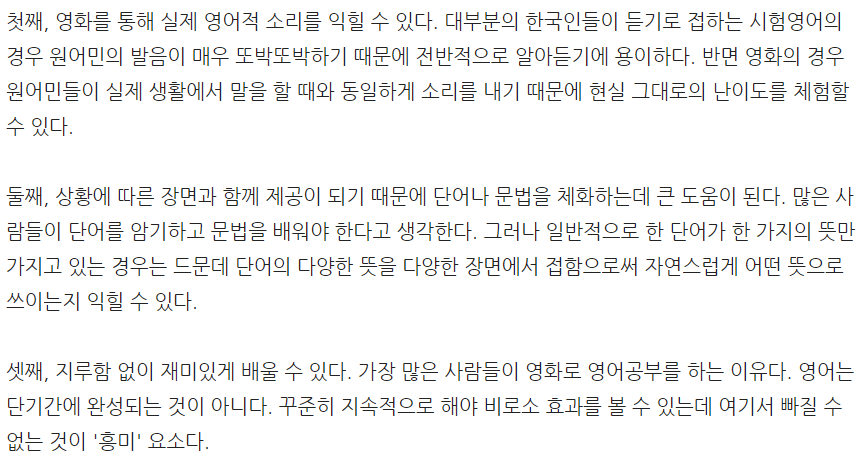 첫째, 영화를 통해 실제 영어적 소리를 익힐 수 있다. 대부분의 한국인들이 듣기로 접하는 시험영어의
경우 원어민의 발음이 매우 또박또박하기 때문에 전반적으로 알아듣기에 용이하다. 반면 영화의 경우
원어민들이 실제 생활에서 말을 할 때와 동일하게 소리를 내기 때문에 현실 그대로의 난이도를 체험할
수 있다.
둘째, 상황에 따른 장면과 함께 제공이 되기 때문에 단어나 문법을 체화하는데 큰 도움이 된다. 많은 사
람들이 단어를 암기하고 문법을 배워야 한다고 생각한다. 그러나 일반적으로 한 단어가 한 가지의 뜻만
가지고 있는 경우는 드문데 단어의 다양한 뜻을 다양한 장면에서 접함으로써 자연스럽게 어떤 뜻으로
쓰이는지 익힐 수 있다.
셋째, 지루함 없이 재미있게 배울 수 있다. 가장 많은 사람들이 영화로 영어공부를 하는 이유다. 영어는
단기간에 완성되는 것이 아니다. 꾸준히 지속적으로 해야 비로소 효과를 볼 수 있는데 여기서 빠질 수
없는 것이 '흥미' 요소다.